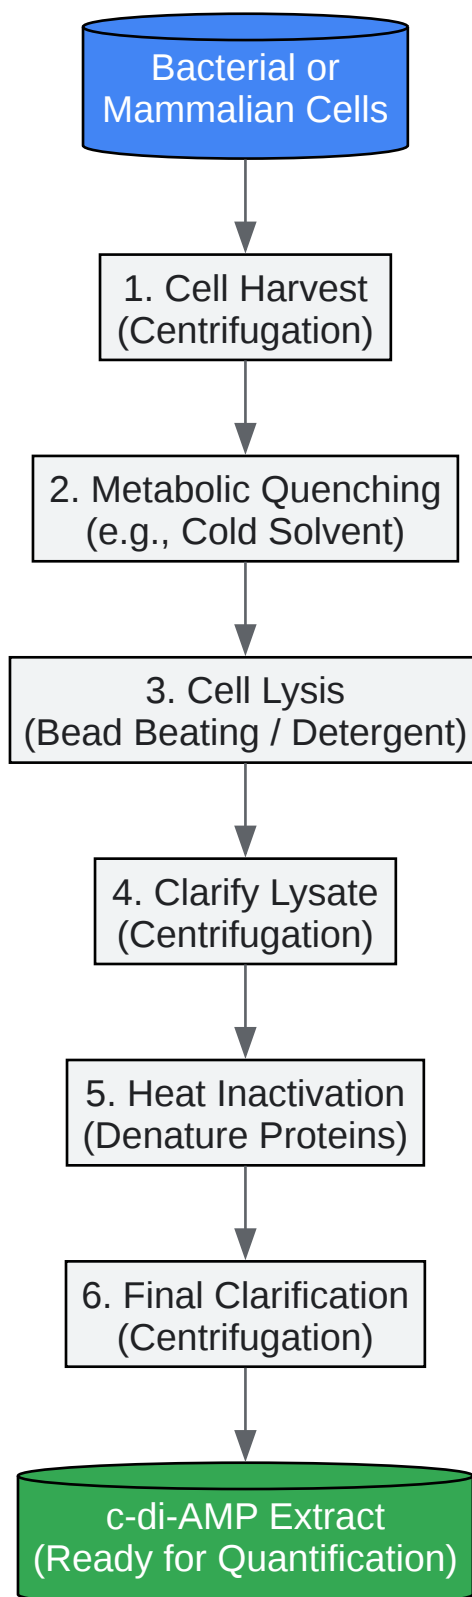 Bacterial or
Mammalian Cells
1. Cell Harvest
(Centrifugation)
2. Metabolic Quenching
(e.g., Cold Solvent)
3. Cell Lysis
(Bead Beating / Detergent)
4. Clarify Lysate
(Centrifugation)
5. Heat Inactivation
(Denature Proteins)
6. Final Clarification
(Centrifugation)
c-di-AMP Extract
(Ready for Quantification)